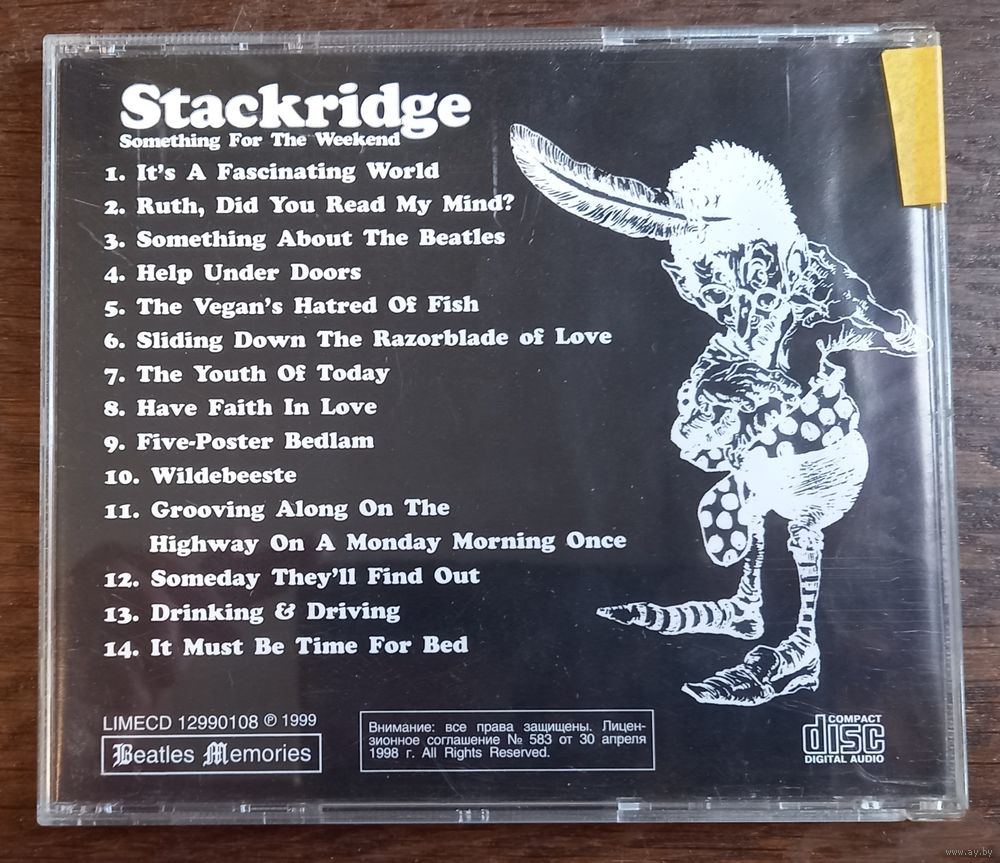 Stackridge
Something For The Weekend
1. It's A Fascinating World
2. Ruth, Did You Read My Mind?
3. Something About The Beatles
4. Help Under Doors
5. The Vegan's Hatred Of Fish
6. Sliding Down The Razorblade of Love
7. The Youth Of Today
8. Have Faith In Love
9. Five-Poster Bedlam
10. Wildebeeste
11. Grooving Along On The
Highway On A Monday Morning Once
12. Someday They'll Find Out
13. Drinking & Driving
14. It Must Be Time For Bed
LIMECD 12990108 ℗ 1999
Beatles Memories
Внимание: все права защищены. Лицен-
зионное соглашение № 583 от 30 апреля
1998 г. All Rights Reserved.
COMPACT
disc
DIGITAL AUDIO
www.ay.by